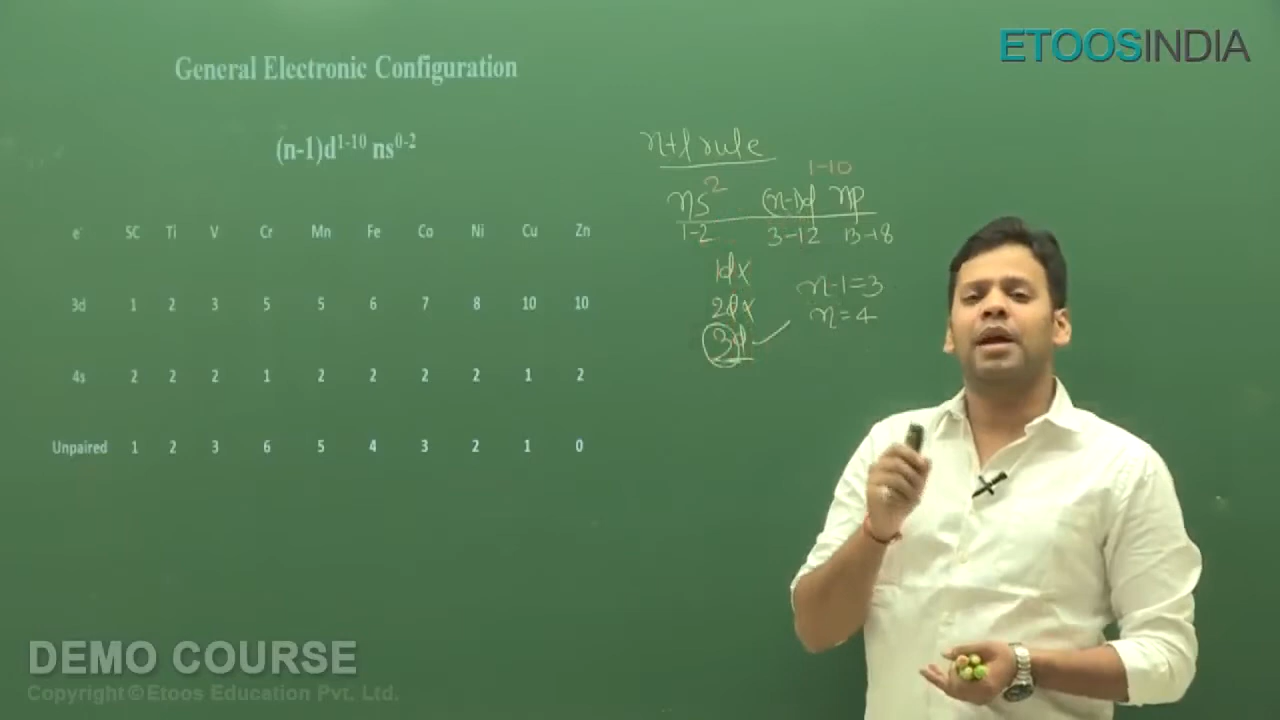 ETOOSINDIA
General Electronic Configuration
(n-1)d¹⁻¹⁰ ns⁰⁻²
e⁻ SC Ti V Cr Mn Fe Co Ni Cu Zn
3d 1 2 3 5 5 6 7 8 10 10
4s 2 2 2 1 2 2 2 2 1 2
Unpaired 1 2 3 6 5 4 3 2 1 0
n+l rule
1-10
ns² (n-1)d np
1-2 3-12 13-18
1d x
2d x
3d
n-1=3
n=4
DEMO COURSE
Copyright©Etoos Education Pvt. Ltd.